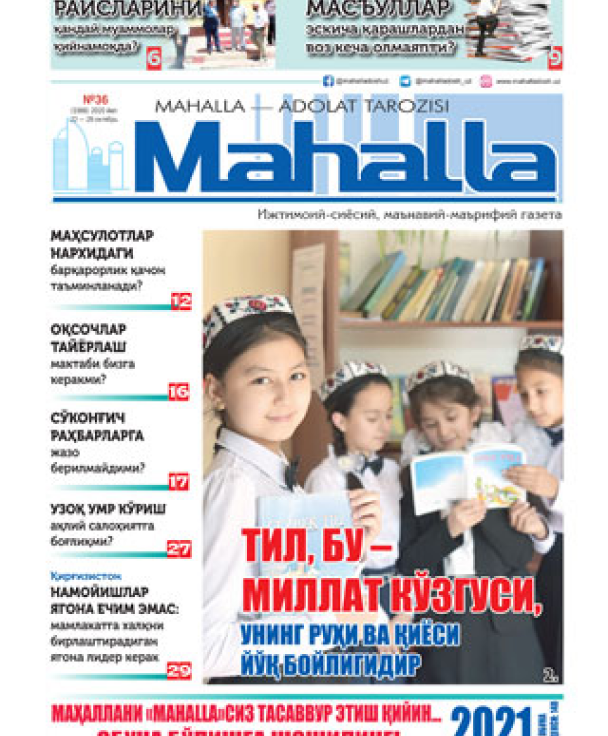 РАИСЛАРИНИ
қандай муаммолар
қийнамоқда?
6
МАСЪУЛЛАР
эскича қарашлардан
воз кеча олмаяпти?
9
№36
MAHALLA — ADOLAT TAROZISI
Mahalla
Ижтимоий-сиёсий, маънавий-маърифий газета
МАҲСУЛОТЛАР
НАРХИДАГИ
барқарорлик қачон
таъминланади?
12
ОҚСОЧЛАР
ТАЙЁРЛАШ
мактаби бизга
керакми?
16
СЎКОНҒИЧ
РАҲБАРЛАРГА
жазо
берилмайдими?
17
УЗОҚ УМР КЎРИШ
ақлий салоҳиятга
боғлиқми?
27
Қирғизистон
НАМОЙИШЛАР
ЯГОНА ЕЧИМ ЭМАС:
мамлакатга халқни
бирлаштирадиган
ягона лидер керак
29
ТИЛ, БУ –
МИЛЛАТ КЎЗГУСИ,
УНИНГ РУҲИ ВА ҚИЁСИ
ЙЎҚ БОЙЛИГИДИР
2.
МАҲАЛЛАНИ «MAHALLA»СИЗ ТАСАВВУР ЭТИШ ҚИЙИН...
2021